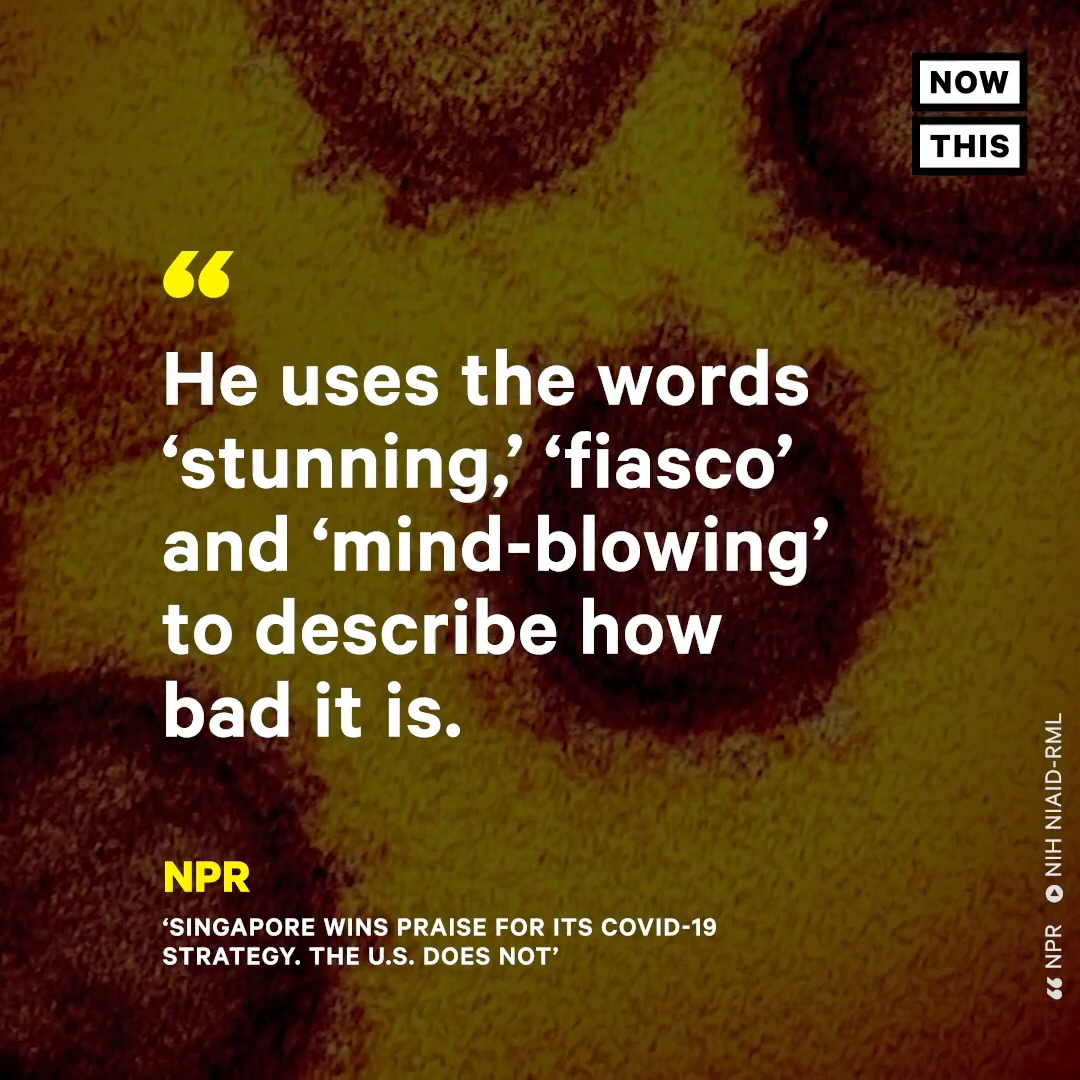 NOW
THIS
“
He uses the words
‘stunning,’ ‘fiasco’
and ‘mind-blowing’
to describe how
bad it is.
NPR
‘SINGAPORE WINS PRAISE FOR ITS COVID-19
STRATEGY. THE U.S. DOES NOT’
“ NPR NIH NIAID-RML